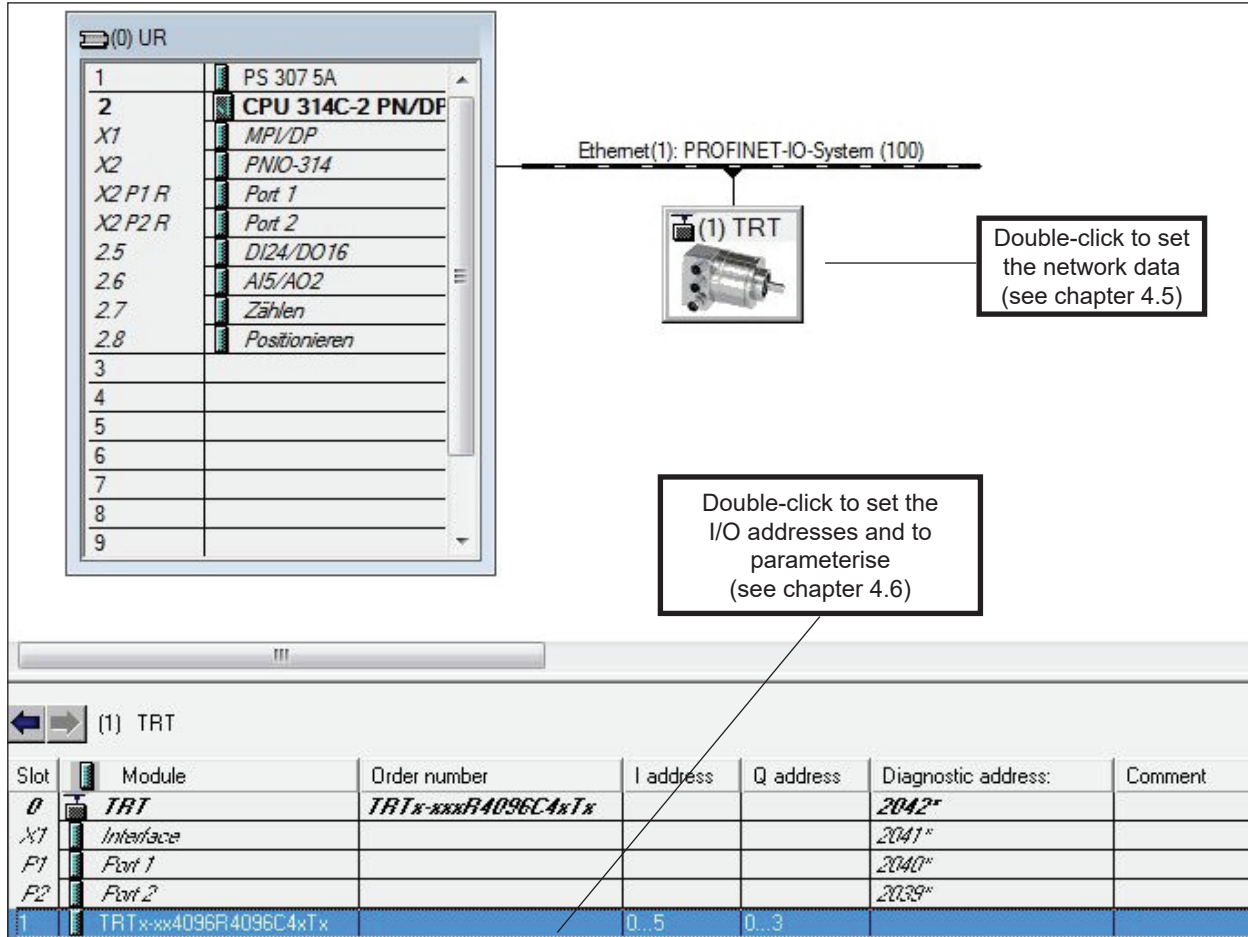 (0) UR
1 PS 307 5A
2 CPU 314C-2 PN/DP
X1 MPI/DP
X2 PNIO-314
X2 P1 R Port 1
X2 P2 R Port 2
2.5 DI24/DO16
2.6 AI5/AO2
2.7 Zählen
2.8 Positionieren
3
4
5
6
7
8
9
Ethernet(1): PROFINET-IO-System (100)
(1) TRT
Double-click to set
the network data
(see chapter 4.5)
Double-click to set the
I/O addresses and to
parameterise
(see chapter 4.6)
(1) TRT
Slot Module Order number I address Q address Diagnostic address: Comment
0 TRT TRTx-xxxR4096C4xTx 2042*
X1 Interface 2041*
P1 Port 1 2040*
P2 Port 2 2039*
1 TRTx-xx4096R4096C4xTx 0...5 0...3